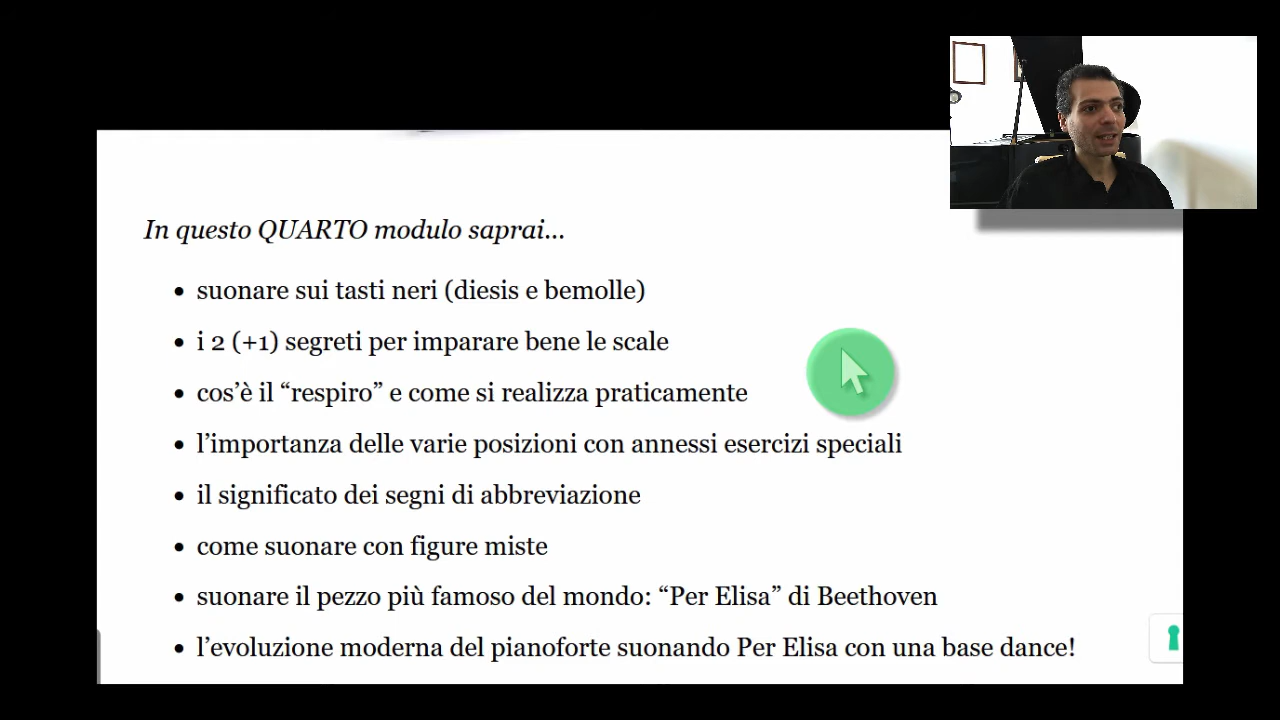 In questo QUARTO modulo saprai...
• suonare sui tasti neri (diesis e bemolle)
• i 2 (+1) segreti per imparare bene le scale
• cos’è il “respiro” e come si realizza praticamente
• l’importanza delle varie posizioni con annessi esercizi speciali
• il significato dei segni di abbreviazione
• come suonare con figure miste
• suonare il pezzo più famoso del mondo: “Per Elisa” di Beethoven
• l’evoluzione moderna del pianoforte suonando Per Elisa con una base dance!